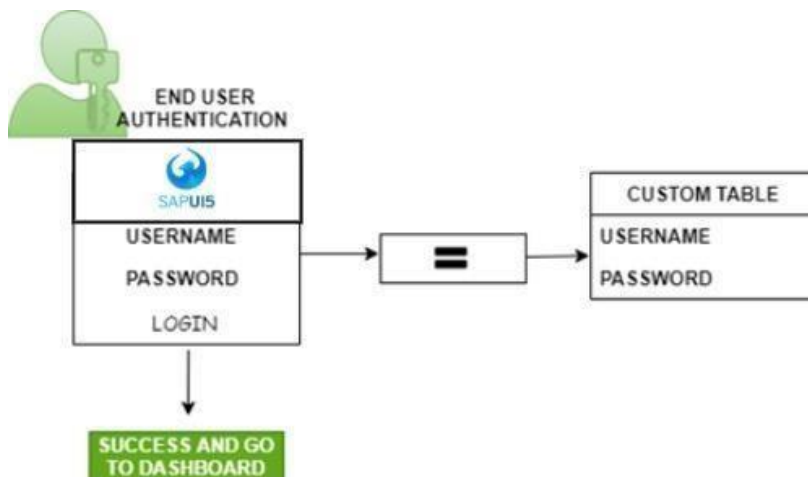 END USER
AUTHENTICATION
SAPUI5
USERNAME
PASSWORD
LOGIN
=
CUSTOM TABLE
USERNAME
PASSWORD
SUCCESS AND GO
TO DASHBOARD